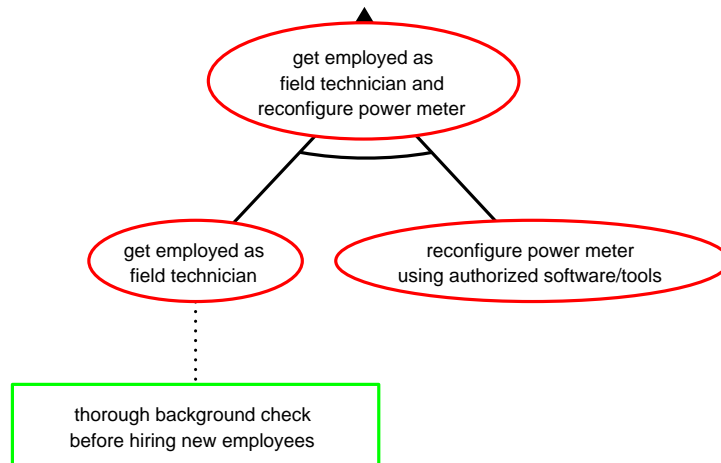 get employed as
field technician and
reconfigure power meter
get employed as
field technician
reconfigure power meter
using authorized software/tools
thorough background check
before hiring new employees